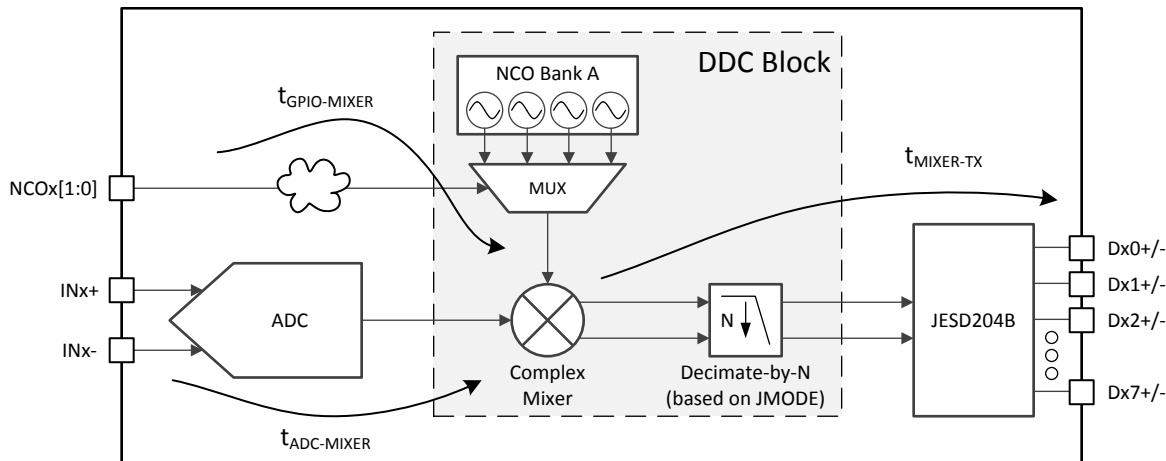 DDC Block
NCO Bank A
tGPIO-MIXER
tMIXER-TX
NCOx[1:0]
MUX
INx+
INx-
ADC
N
JESD204B
Dx0+/-
Dx1+/-
Dx2+/-
Dx7+/-
Complex
Mixer
Decimate-by-N
(based on JMODE)
tADC-MIXER